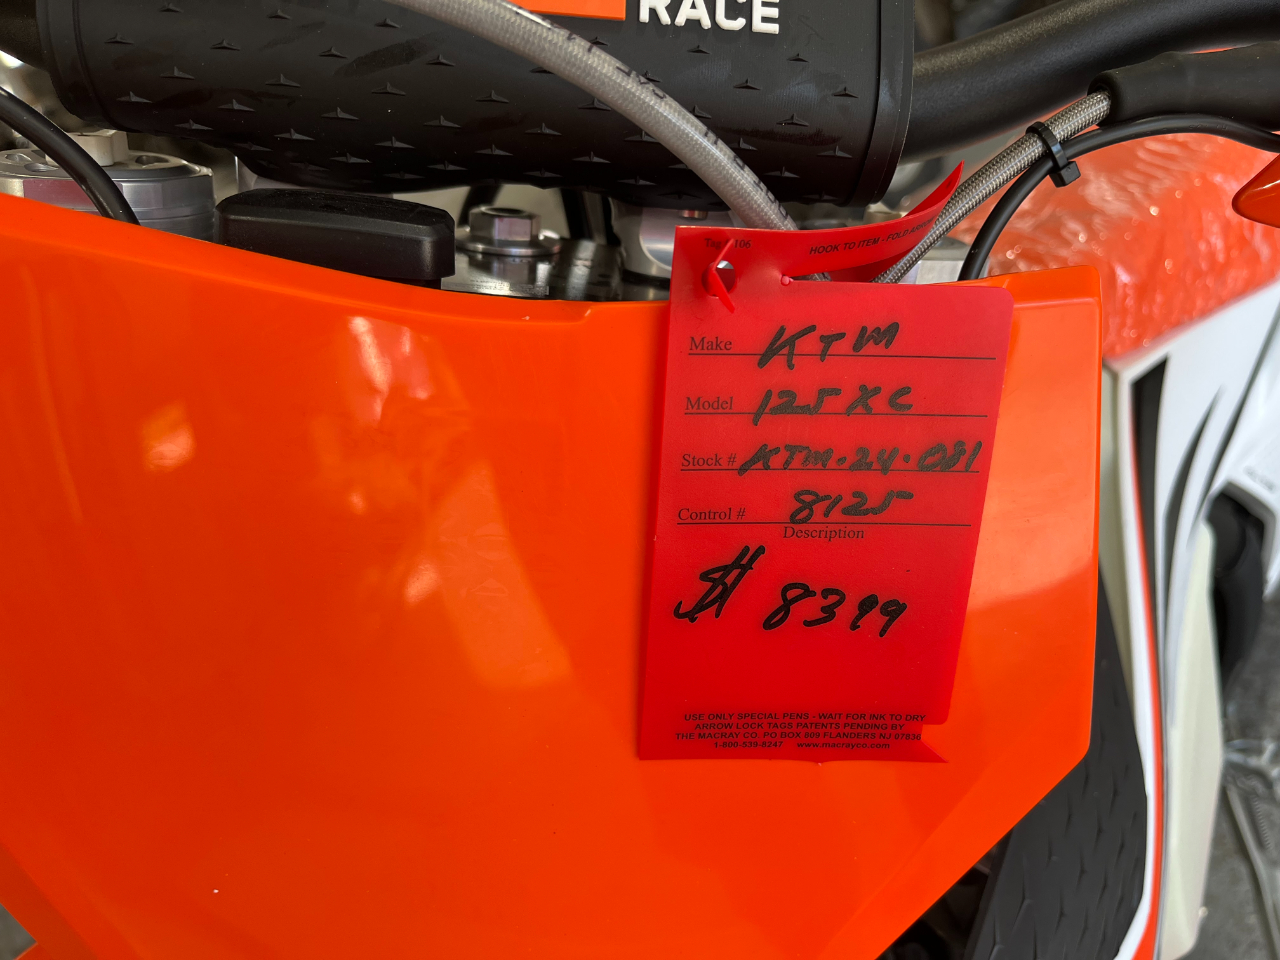 RACE
HOOK TO ITEM - FOLD
Make KTM
Model 125 XC
Stock # KTM-24-081
Control # 8125
Description
$ 8399
USE ONLY SPECIAL PENS - WAIT FOR INK TO DRY
ARROW LOCK TAGS PATENTS PENDING BY
THE MACRAY CO. PO BOX 809 FLANDERS NJ 07836
1-800-539-8247 www.macrayco.com